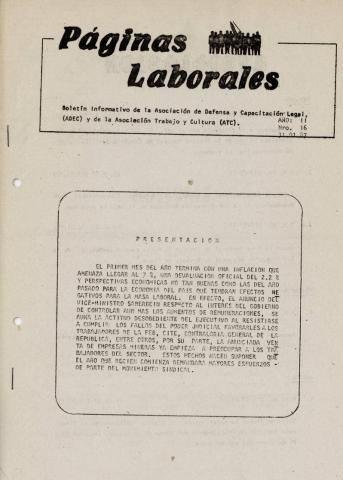 Páginas
Laborales
Boletín Informativo de la Asociación de Defensa y Capacitación Legal,
(ADEC) y de la Asociación Trabajo y Cultura (ATC).
AÑO: II
Nro. 16
31.01.87
PRESENTACION
EL PRIMER MES DEL AÑO TERMINA CON UNA INFLACION QUE
AMENAZA LLEGAR AL 7 %, UNA DEVALUACION OFICIAL DEL 2.2 %
Y PERSPECTIVAS ECONOMICAS NO TAN BUENAS COMO LAS DEL AÑO
PASADO PARA LA ECONOMIA DEL PAIS QUE TENDRAN EFECTOS NE
GATIVOS PARA LA MASA LABORAL. EN EFECTO, EL ANUNCIO DEL
VICE-MINISTRO SABERBEIN RESPECTO AL INTERES DEL GOBIERNO
DE CONTROLAR AUN MAS LOS AUMENTOS DE REMUNERACIONES, SE
AUNA LA ACTITUD DESOBEDIENTE DEL EJECUTIVO AL RESISTIRSE
A CUMPLIR LOS FALLOS DEL PODER JUDICIAL FAVORABLES A LOS
TRABAJADORES DE LA FEB, CITE, CONTRALORIA GENERAL DE LA
REPUBLICA, ENTRE OTROS, POR SU PARTE, LA ANUNCIADA VEN
TA DE EMPRESAS MINERAS YA EMPIEZA A PREOCUPAR A LOS TRA
BAJADORES DEL SECTOR. ESTOS HECHOS HACEN SUPONER QUE
EL AÑO QUE RECIEN COMIENZA DEMANDARA MAYORES ESFUERZOS -
DE PARTE DEL MOVIMIENTO SINDICAL.